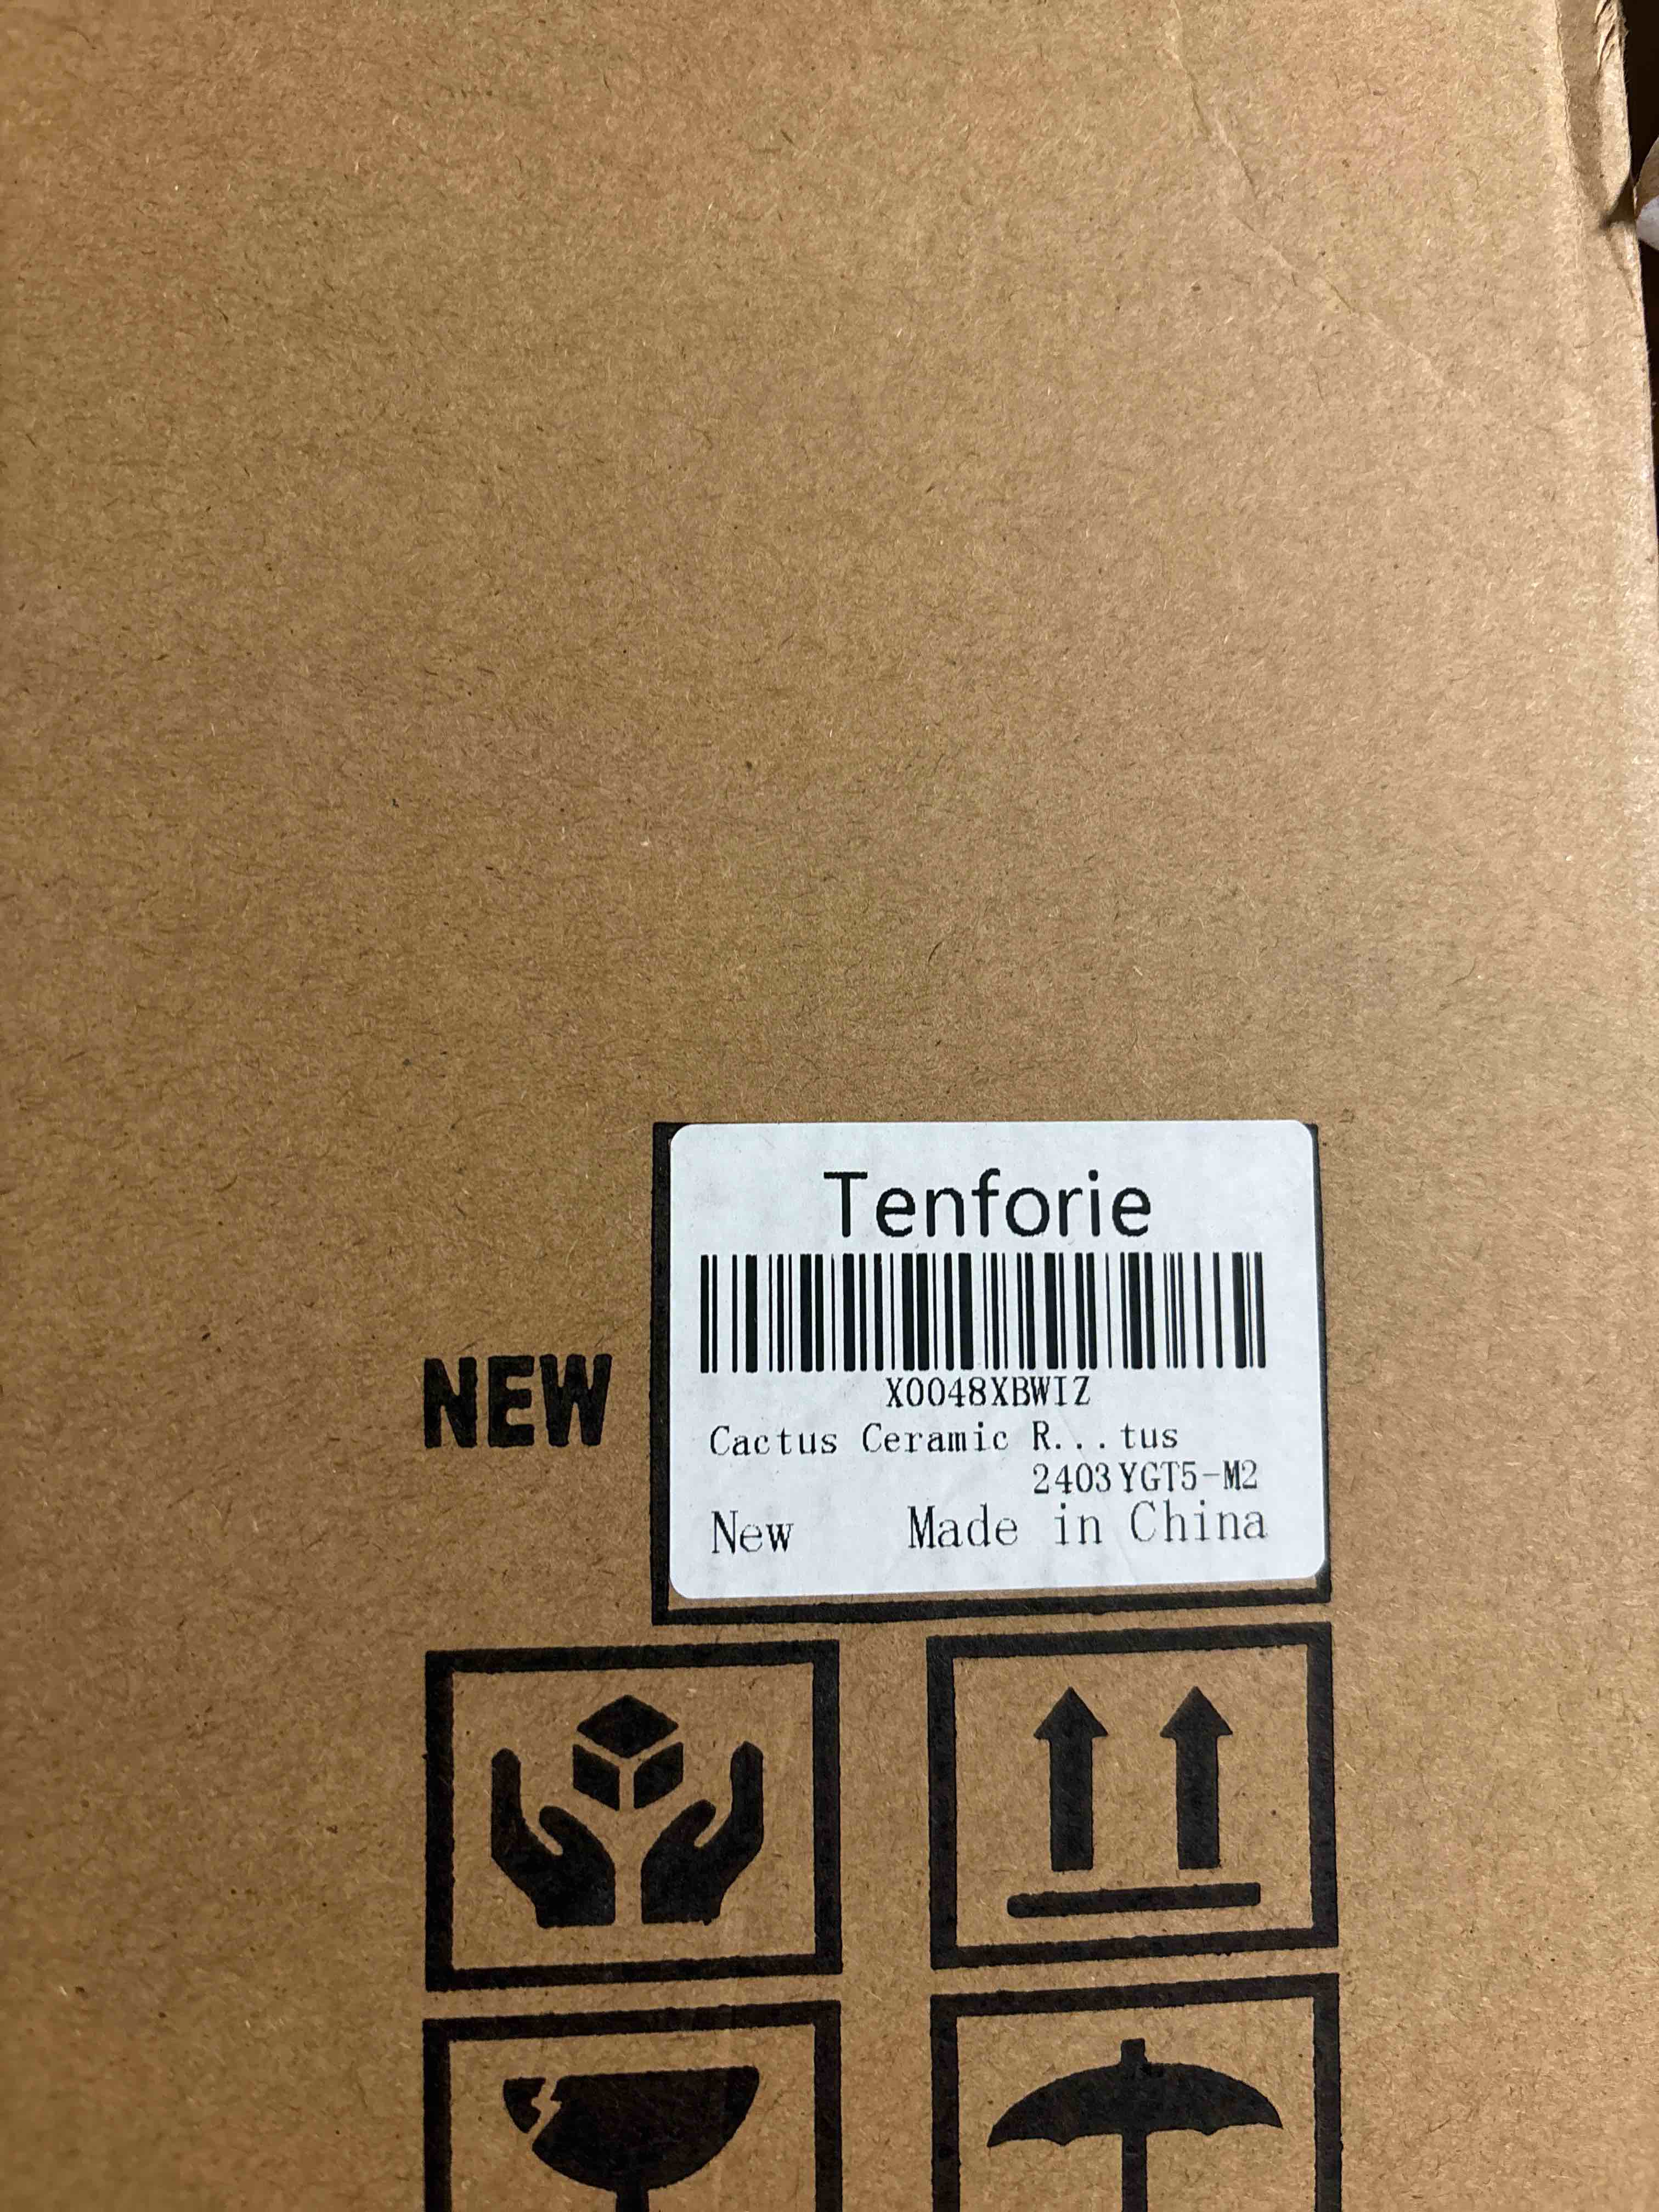 Tenforie
X0048XBWIZ
NEW
Cactus Ceramic R...tus
2403YGT5-M2
New Made in China